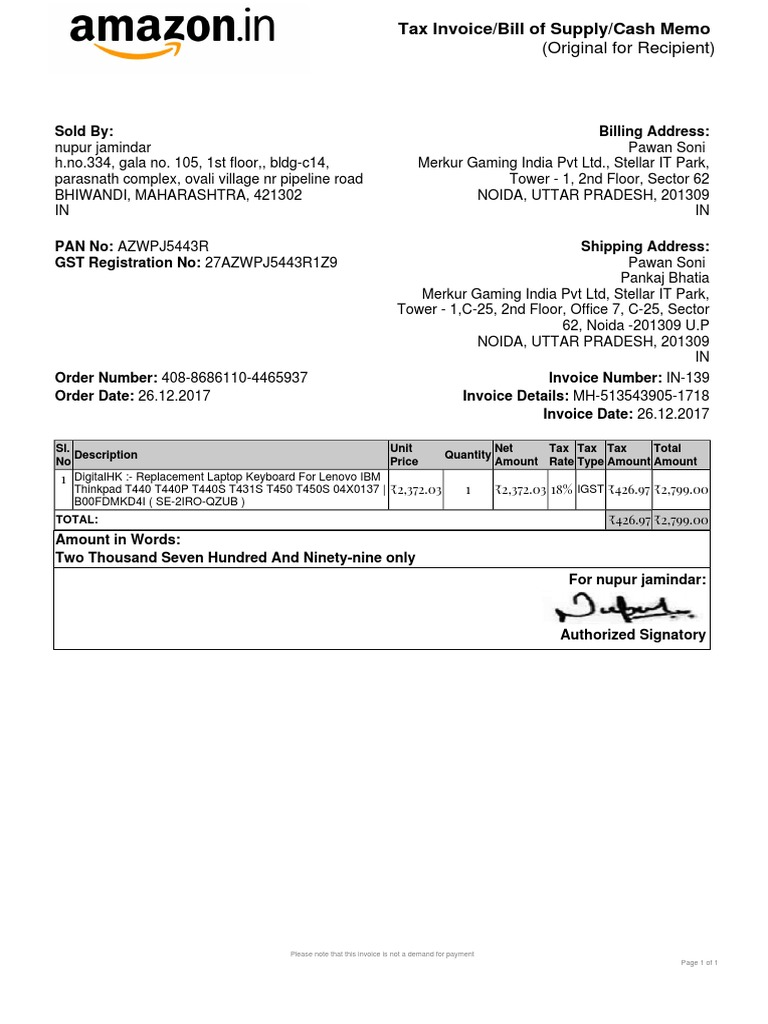 amazon.in
Tax Invoice/Bill of Supply/Cash Memo
(Original for Recipient)
Sold By:
nupur jamindar
h.no.334, gala no. 105, 1st floor,, bldg-c14,
parasnath complex, ovali village nr pipeline road
BHIWANDI, MAHARASHTRA, 421302
IN
Billing Address:
Pawan Soni
Merkur Gaming India Pvt Ltd., Stellar IT Park,
Tower - 1, 2nd Floor, Sector 62
NOIDA, UTTAR PRADESH, 201309
IN
PAN No: AZWPJ5443R
GST Registration No: 27AZWPJ5443R1Z9
Shipping Address:
Pawan Soni
Pankaj Bhatia
Merkur Gaming India Pvt Ltd, Stellar IT Park,
Tower - 1,C-25, 2nd Floor, Office 7, C-25, Sector
62, Noida -201309 U.P
NOIDA, UTTAR PRADESH, 201309
IN
Order Number: 408-8686110-4465937
Order Date: 26.12.2017
Invoice Number: IN-139
Invoice Details: MH-513543905-1718
Invoice Date: 26.12.2017
Sl. No Description Unit Price Quantity Net Amount Tax Rate Tax Type Tax Amount Total Amount
1 DigitalHK :- Replacement Laptop Keyboard For Lenovo IBM
Thinkpad T440 T440P T440S T431S T450 T450S 04X0137 | ₹2,372.03 1 ₹2,372.03 18% IGST ₹426.97 ₹2,799.00
B00FDMKD4I ( SE-2IRO-QZUB )
TOTAL: ₹426.97 ₹2,799.00
Amount in Words:
Two Thousand Seven Hundred And Ninety-nine only
For nupur jamindar:
Authorized Signatory
Please note that this invoice is not a demand for payment
Page 1 of 1